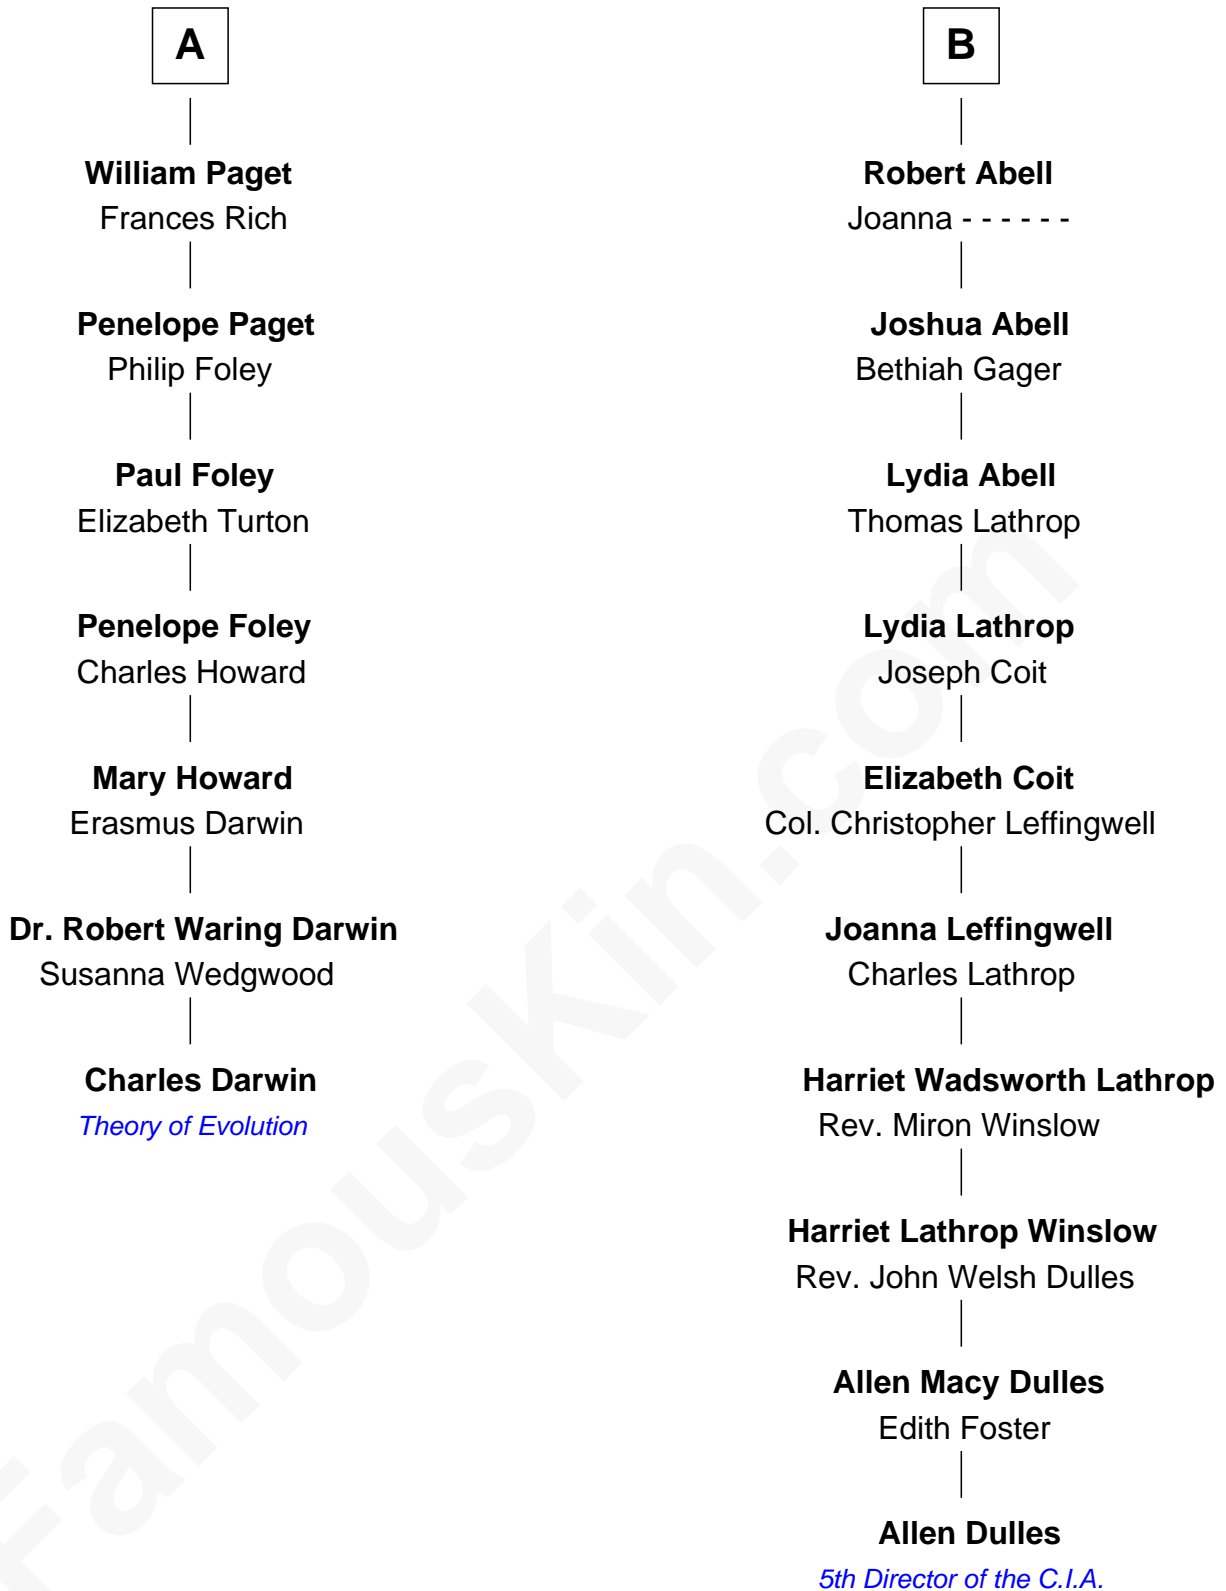 A
William Paget
Frances Rich
Penelope Paget
Philip Foley
Paul Foley
Elizabeth Turton
Penelope Foley
Charles Howard
Mary Howard
Erasmus Darwin
Dr. Robert Waring Darwin
Susanna Wedgwood
Charles Darwin
Theory of Evolution
B
Robert Abell
Joanna - - - - - -
Joshua Abell
Bethiah Gager
Lydia Abell
Thomas Lathrop
Lydia Lathrop
Joseph Coit
Elizabeth Coit
Col. Christopher Leffingwell
Joanna Leffingwell
Charles Lathrop
Harriet Wadsworth Lathrop
Rev. Miron Winslow
Harriet Lathrop Winslow
Rev. John Welsh Dulles
Allen Macy Dulles
Edith Foster
Allen Dulles
5th Director of the C.I.A.
FamousKin.com